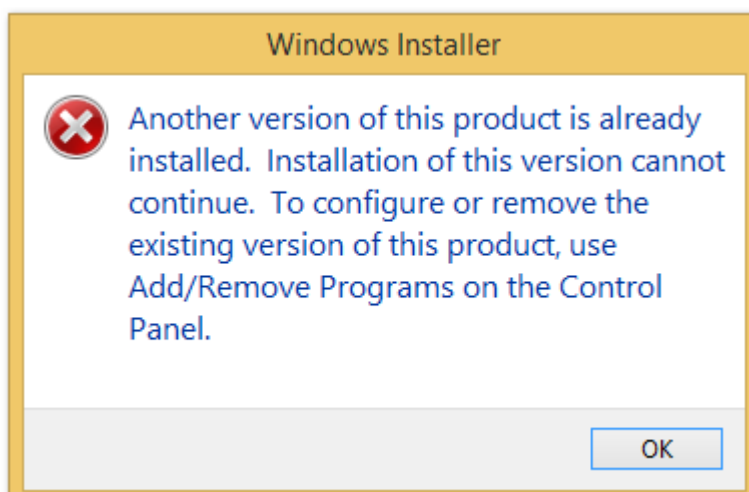 Windows Installer
Another version of this product is already
installed.  Installation of this version cannot
continue.  To configure or remove the
existing version of this product, use
Add/Remove Programs on the Control
Panel.
OK